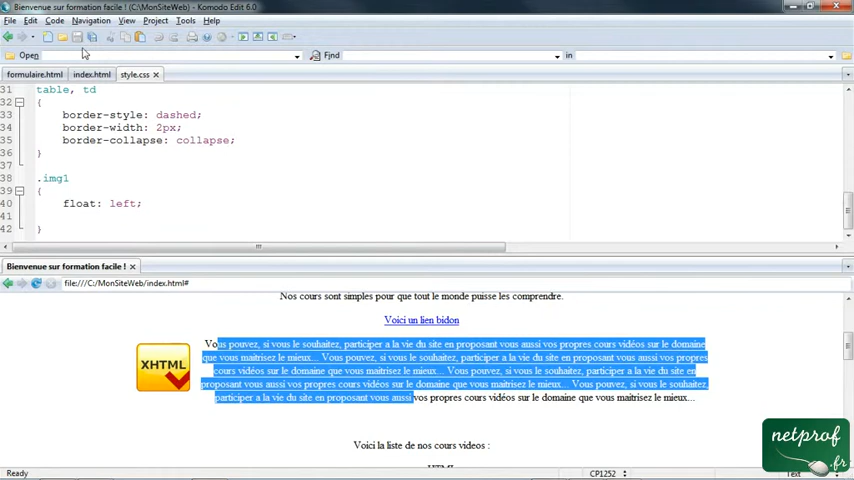 Bienvenue sur formation facile ! (C:\MonSiteWeb) - Komodo Edit 6.0
File Edit Code Navigation View Project Tools Help
Open Find in
formulaire.html index.html style.css
31 table, td
32 {
33 border-style: dashed;
34 border-width: 2px;
35 border-collapse: collapse;
36 }
37
38 .img1
39 {
40 float: left;
41
42 }
Bienvenue sur formation facile !
file:///C:/MonSiteWeb/index.html#
Nos cours sont simples pour que tout le monde puisse les comprendre.
Voici un lien bidon
XHTML
Vous pouvez, si vous le souhaitez, participer a la vie du site en proposant vous aussi vos propres cours vidéos sur le domaine
que vous maitrisez le mieux... Vous pouvez, si vous le souhaitez, participer a la vie du site en proposant vous aussi vos propres
cours vidéos sur le domaine que vous maitrisez le mieux... Vous pouvez, si vous le souhaitez, participer a la vie du site en
proposant vous aussi vos propres cours vidéos sur le domaine que vous maitrisez le mieux... Vous pouvez, si vous le souhaitez,
participer a la vie du site en proposant vous aussi vos propres cours vidéos sur le domaine que vous maitrisez le mieux...
Voici la liste de nos cours videos :
netprof
.fr
Ready CP1252 Text